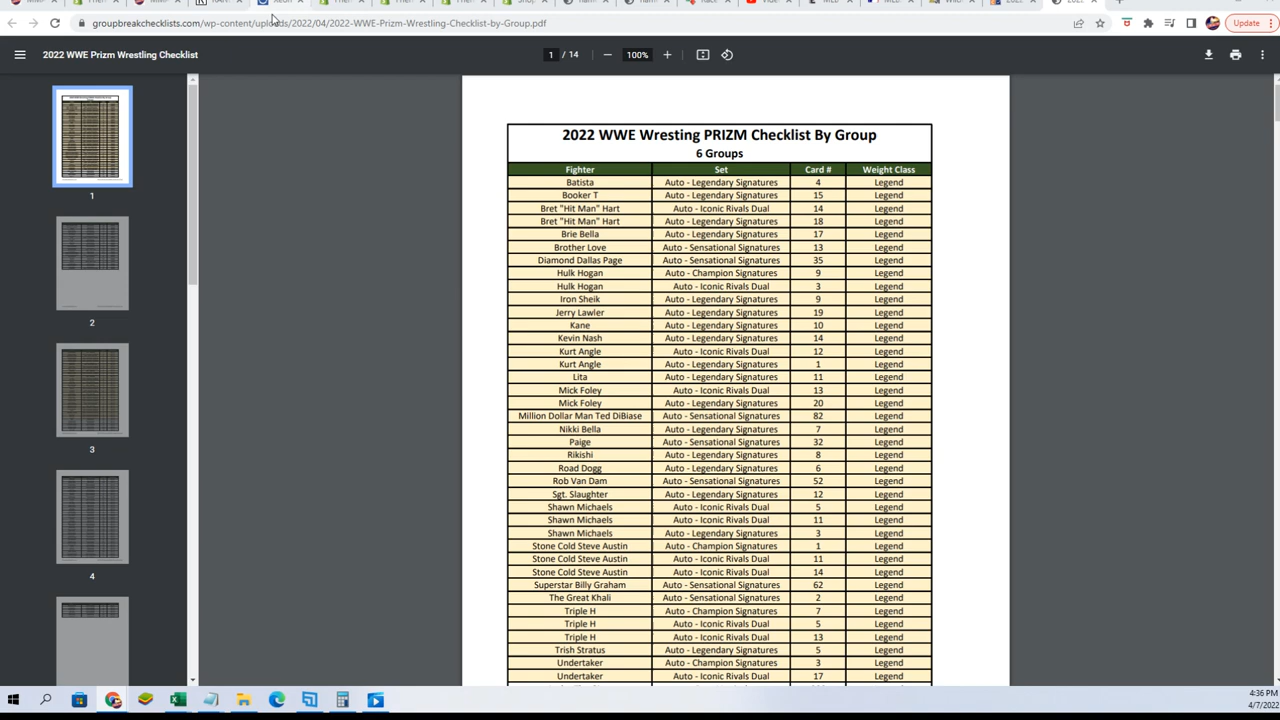 groupbreakchecklists.com/wp-content/uploads/2022/04/2022-WWE-Prizm-Wrestling-Checklist-by-Group.pdf
Update
2022 WWE Prizm Wrestling Checklist
1 / 14
100%
1
2
3
4
2022 WWE Wresting PRIZM Checklist By Group
6 Groups
Fighter Set Card # Weight Class
Batista Auto - Legendary Signatures 4 Legend
Booker T Auto - Legendary Signatures 15 Legend
Bret "Hit Man" Hart Auto - Iconic Rivals Dual 14 Legend
Bret "Hit Man" Hart Auto - Legendary Signatures 18 Legend
Brie Bella Auto - Legendary Signatures 17 Legend
Brother Love Auto - Sensational Signatures 13 Legend
Diamond Dallas Page Auto - Sensational Signatures 35 Legend
Hulk Hogan Auto - Champion Signatures 9 Legend
Hulk Hogan Auto - Iconic Rivals Dual 3 Legend
Iron Sheik Auto - Legendary Signatures 9 Legend
Jerry Lawler Auto - Legendary Signatures 19 Legend
Kane Auto - Legendary Signatures 10 Legend
Kevin Nash Auto - Legendary Signatures 14 Legend
Kurt Angle Auto - Iconic Rivals Dual 12 Legend
Kurt Angle Auto - Legendary Signatures 1 Legend
Lita Auto - Legendary Signatures 11 Legend
Mick Foley Auto - Iconic Rivals Dual 13 Legend
Mick Foley Auto - Legendary Signatures 20 Legend
Million Dollar Man Ted DiBiase Auto - Sensational Signatures 82 Legend
Nikki Bella Auto - Legendary Signatures 7 Legend
Paige Auto - Sensational Signatures 32 Legend
Rikishi Auto - Legendary Signatures 8 Legend
Road Dogg Auto - Legendary Signatures 6 Legend
Rob Van Dam Auto - Sensational Signatures 52 Legend
Sgt. Slaughter Auto - Legendary Signatures 12 Legend
Shawn Michaels Auto - Iconic Rivals Dual 5 Legend
Shawn Michaels Auto - Iconic Rivals Dual 11 Legend
Shawn Michaels Auto - Legendary Signatures 3 Legend
Stone Cold Steve Austin Auto - Champion Signatures 1 Legend
Stone Cold Steve Austin Auto - Iconic Rivals Dual 11 Legend
Stone Cold Steve Austin Auto - Iconic Rivals Dual 14 Legend
Superstar Billy Graham Auto - Sensational Signatures 62 Legend
The Great Khali Auto - Sensational Signatures 2 Legend
Triple H Auto - Champion Signatures 7 Legend
Triple H Auto - Iconic Rivals Dual 5 Legend
Triple H Auto - Iconic Rivals Dual 13 Legend
Trish Stratus Auto - Legendary Signatures 5 Legend
Undertaker Auto - Champion Signatures 3 Legend
Undertaker Auto - Iconic Rivals Dual 17 Legend
4:36 PM
4/7/2022